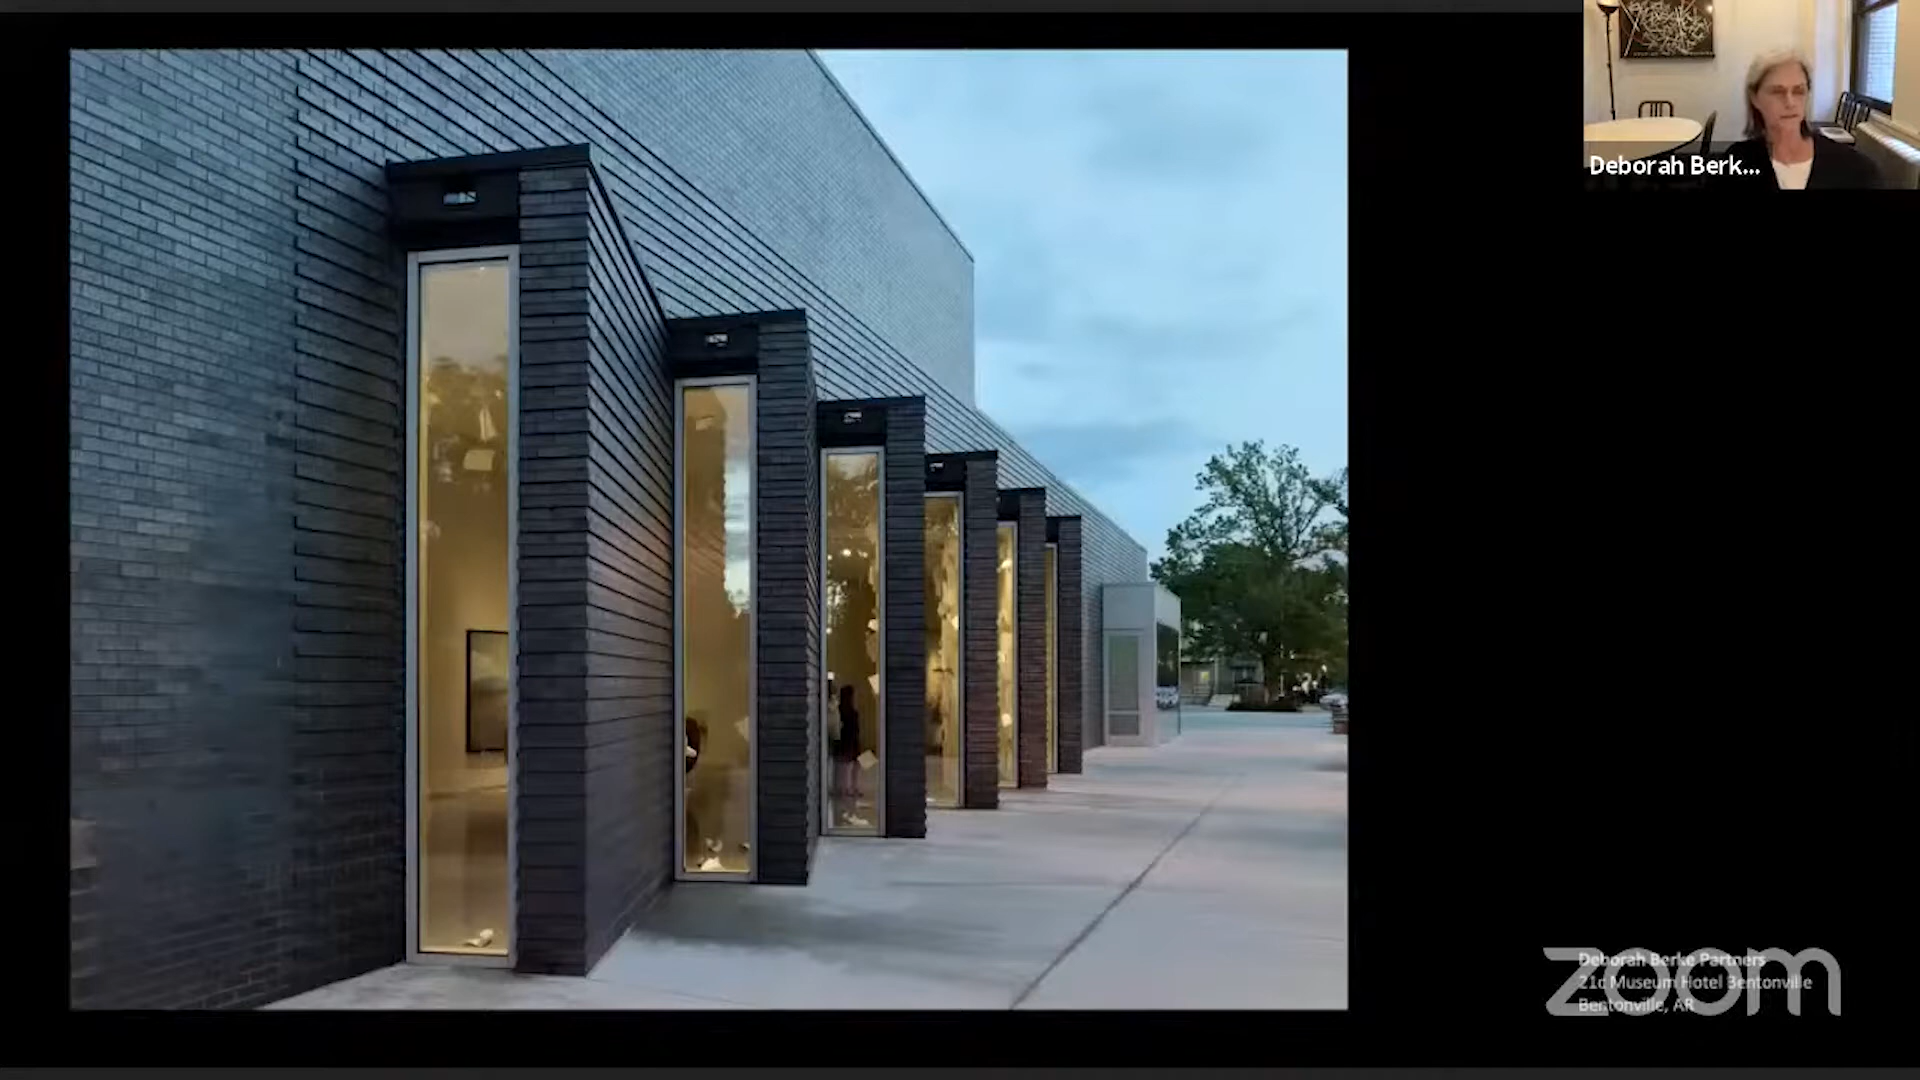 Deborah Berk...
Deborah Berke Partners
21c Museum Hotel Bentonville
Bentonville, AR
zoom